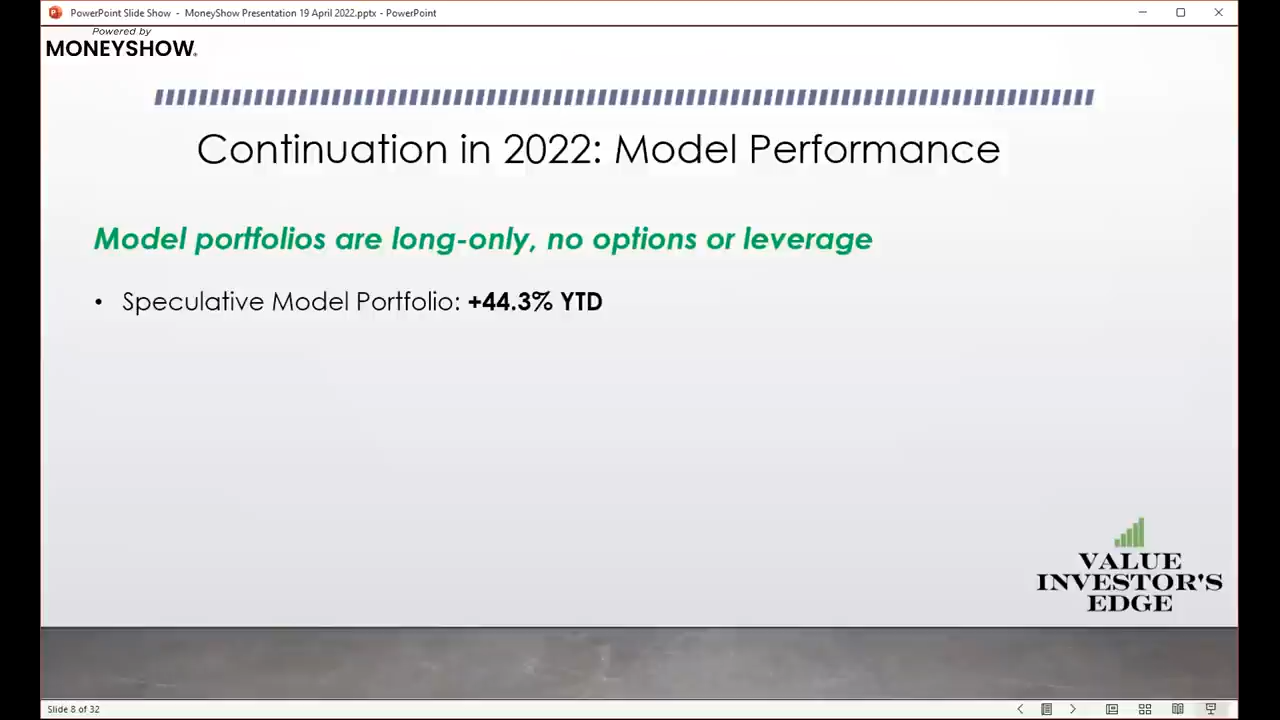 PowerPoint Slide Show - MoneyShow Presentation 19 April 2022.pptx - PowerPoint
Powered by
MONEYSHOW®
Continuation in 2022: Model Performance
Model portfolios are long-only, no options or leverage
• Speculative Model Portfolio: +44.3% YTD
VALUE
INVESTOR'S
EDGE
Slide 8 of 32